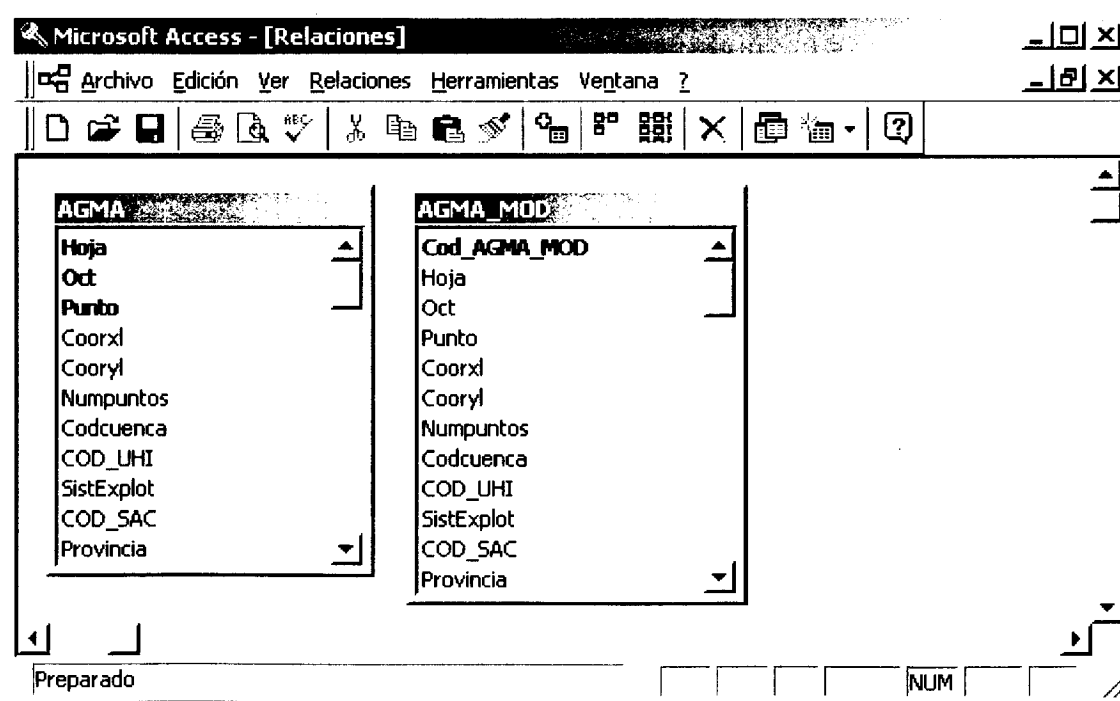 Microsoft Access - [Relaciones]
Archivo Edición Ver Relaciones Herramientas Ventana ?
ABC
AGMA
Hoja
Oct
Punto
Coorxl
Cooryl
Numpuntos
Codcuenca
COD_UHI
SistExplot
COD_SAC
Provincia
AGMA_MOD
Cod_AGMA_MOD
Hoja
Oct
Punto
Coorxl
Cooryl
Numpuntos
Codcuenca
COD_UHI
SistExplot
COD_SAC
Provincia
Preparado
NUM